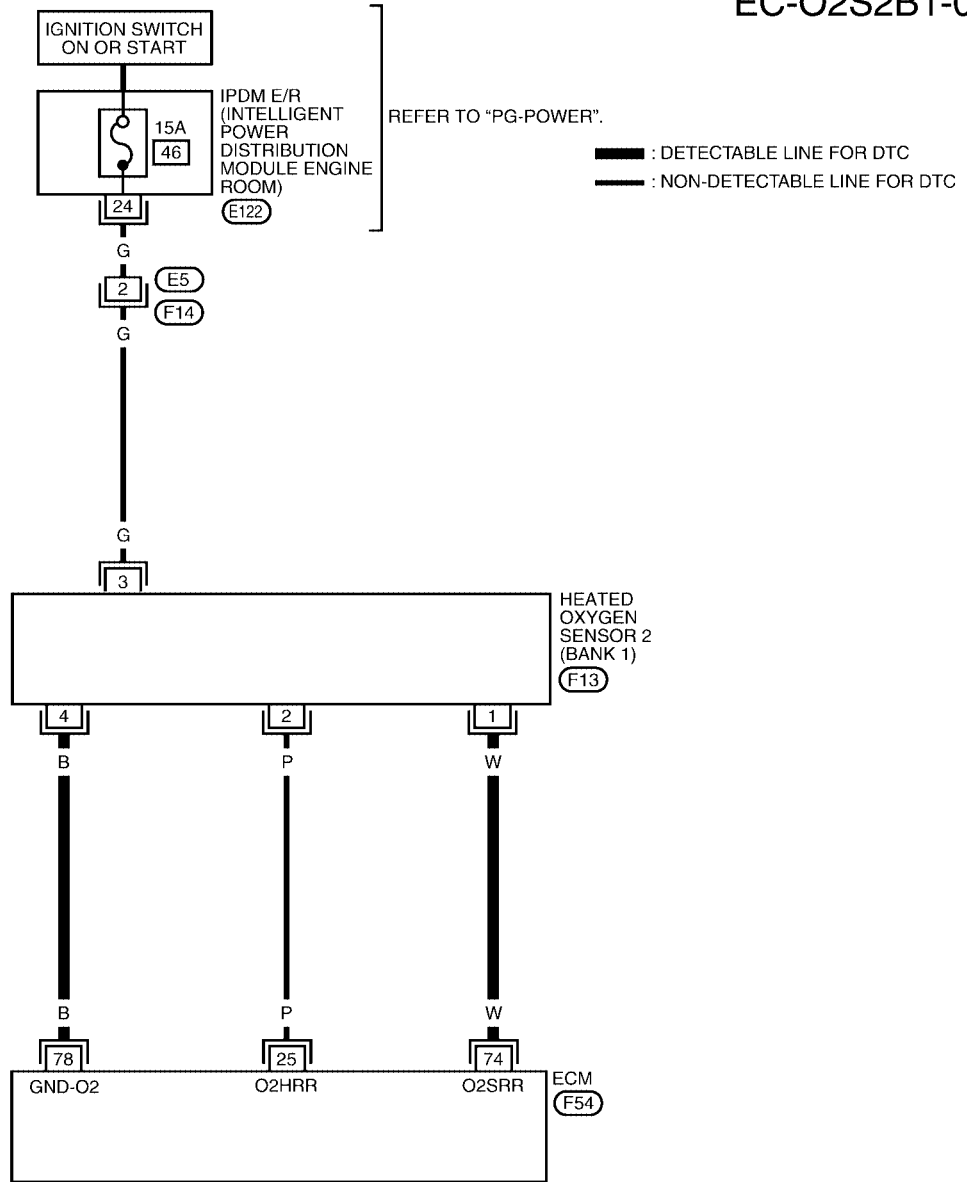 EC-O2S2B1-0
IGNITION SWITCH
ON OR START
IPDM E/R
(INTELLIGENT
POWER
DISTRIBUTION
MODULE ENGINE
ROOM)
E122
15A
46
24
REFER TO “PG-POWER”.
: DETECTABLE LINE FOR DTC
: NON-DETECTABLE LINE FOR DTC
G
2
E5
F14
G
G
3
HEATED
OXYGEN
SENSOR 2
(BANK 1)
F13
4 2 1
B P W
B P W
78 25 74
GND-O2 O2HRR O2SRR
ECM
F54